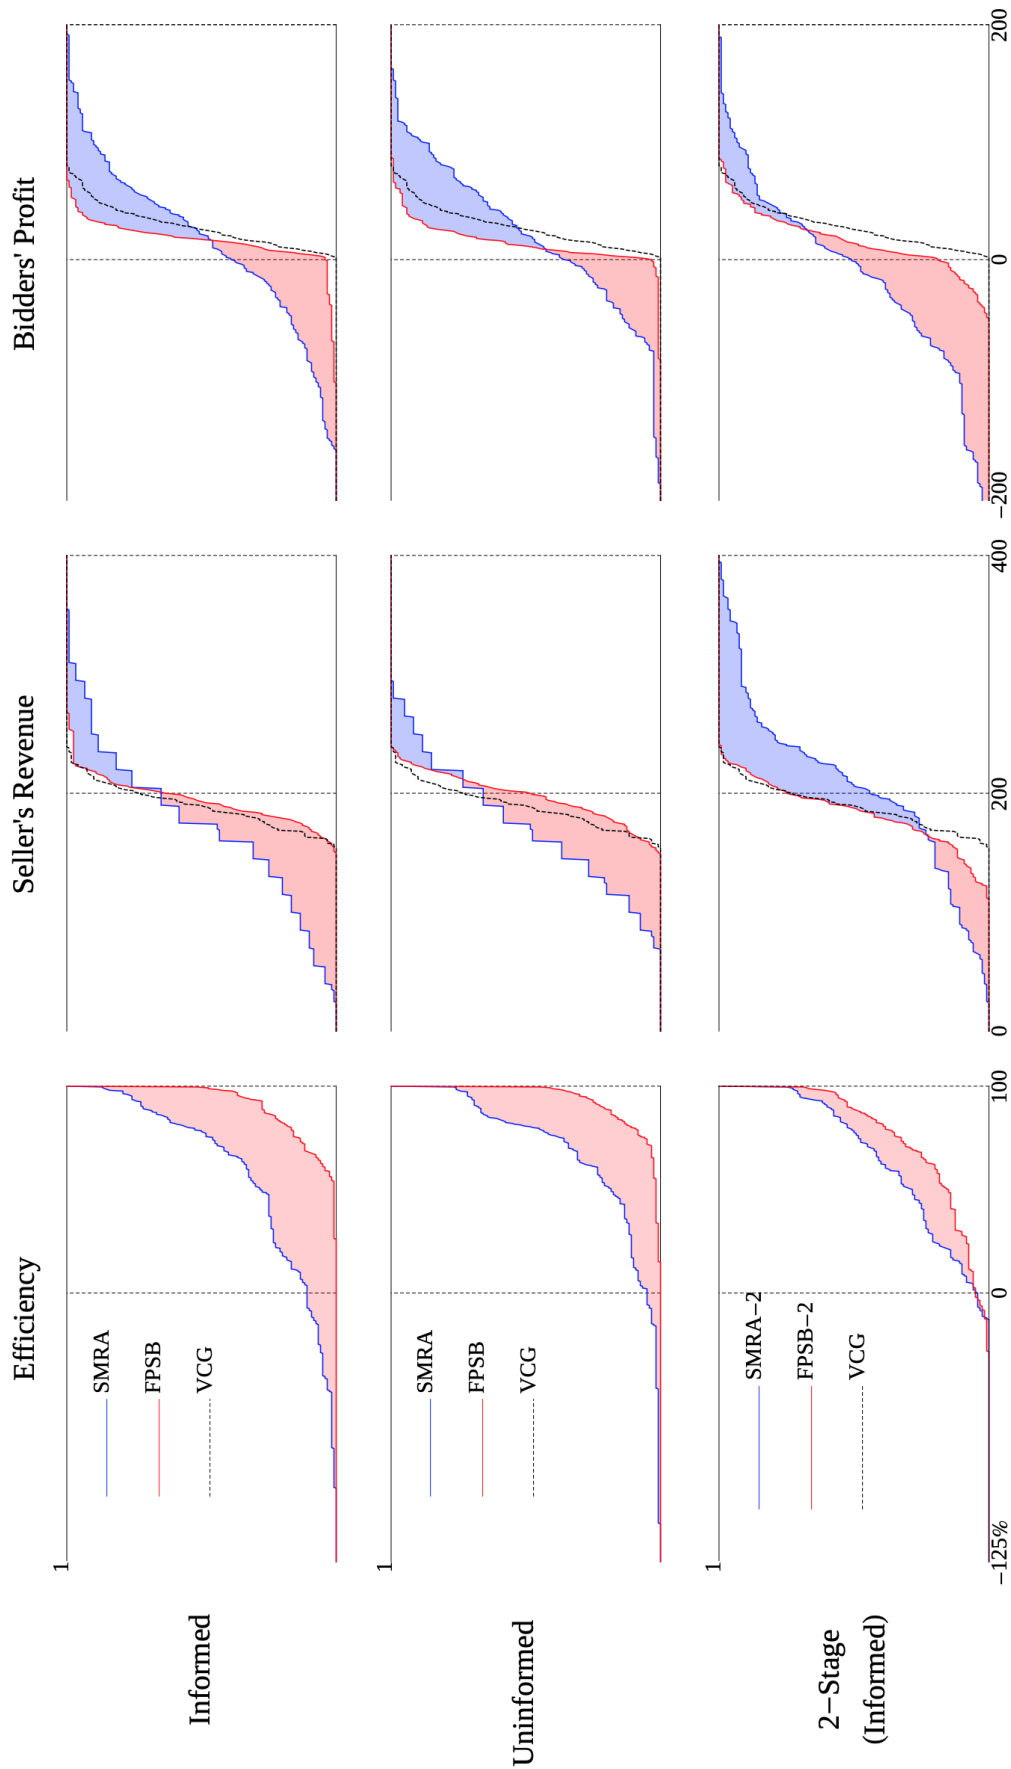 Efficiency
Seller's Revenue
Bidders' Profit
Informed
1
SMRA
FPSB
VCG
Uninformed
1
SMRA
FPSB
VCG
2−Stage
(Informed)
1
SMRA−2
FPSB−2
VCG
−125%
0
100
0
200
400
−200
0
200